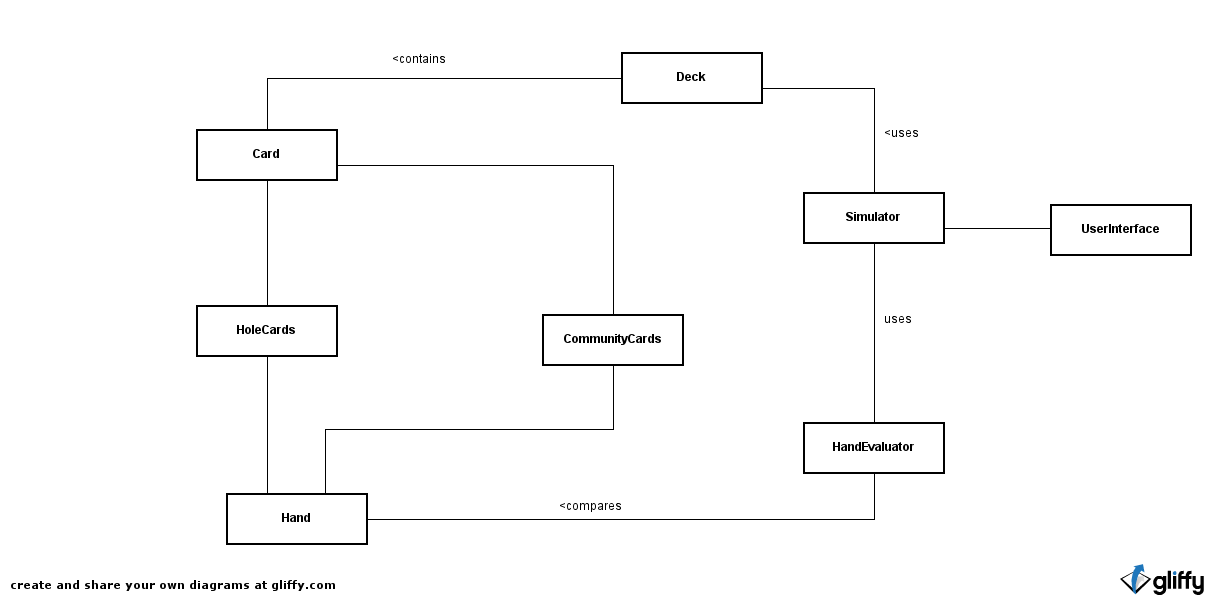 <contains
Deck
<uses
Card
Simulator
UserInterface
uses
HoleCards
CommunityCards
HandEvaluator
<compares
Hand
create and share your own diagrams at gliffy.com
gliffy